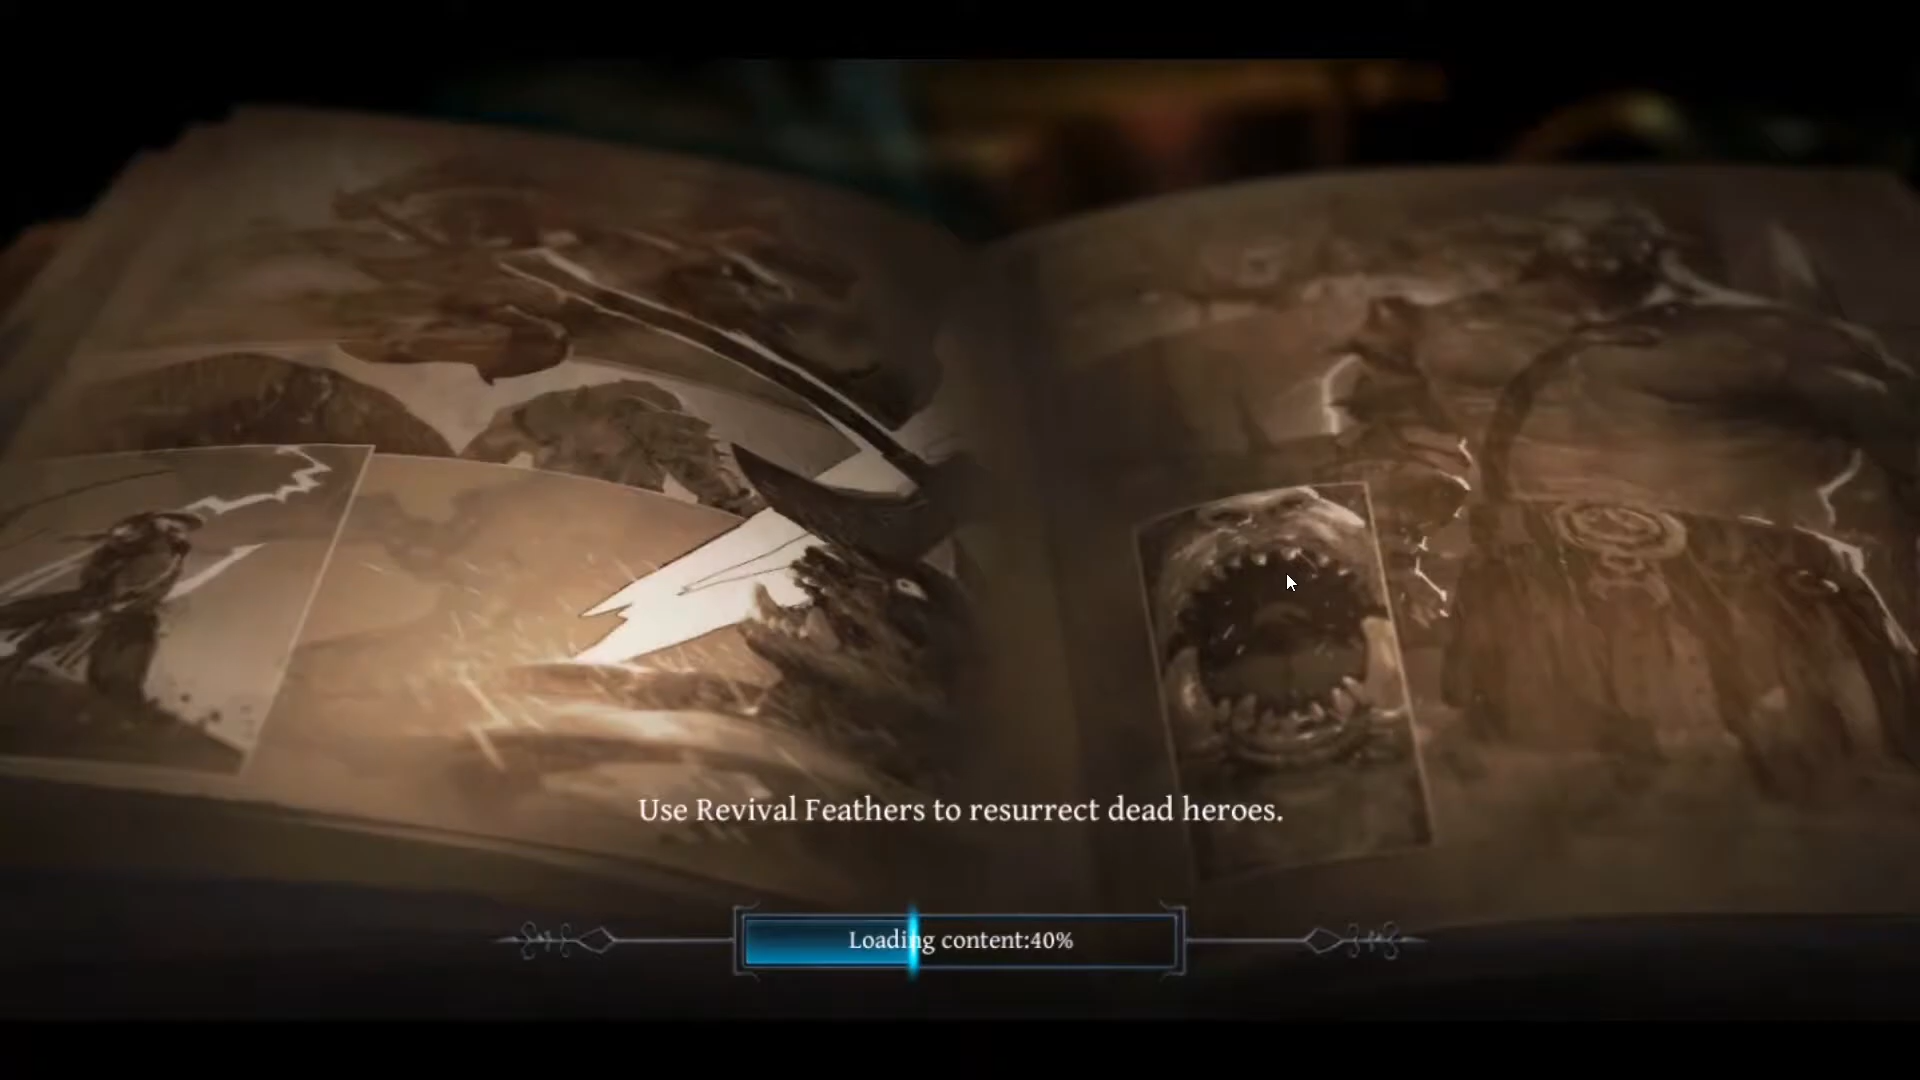 Use Revival Feathers to resurrect dead heroes.
Loading content:40%